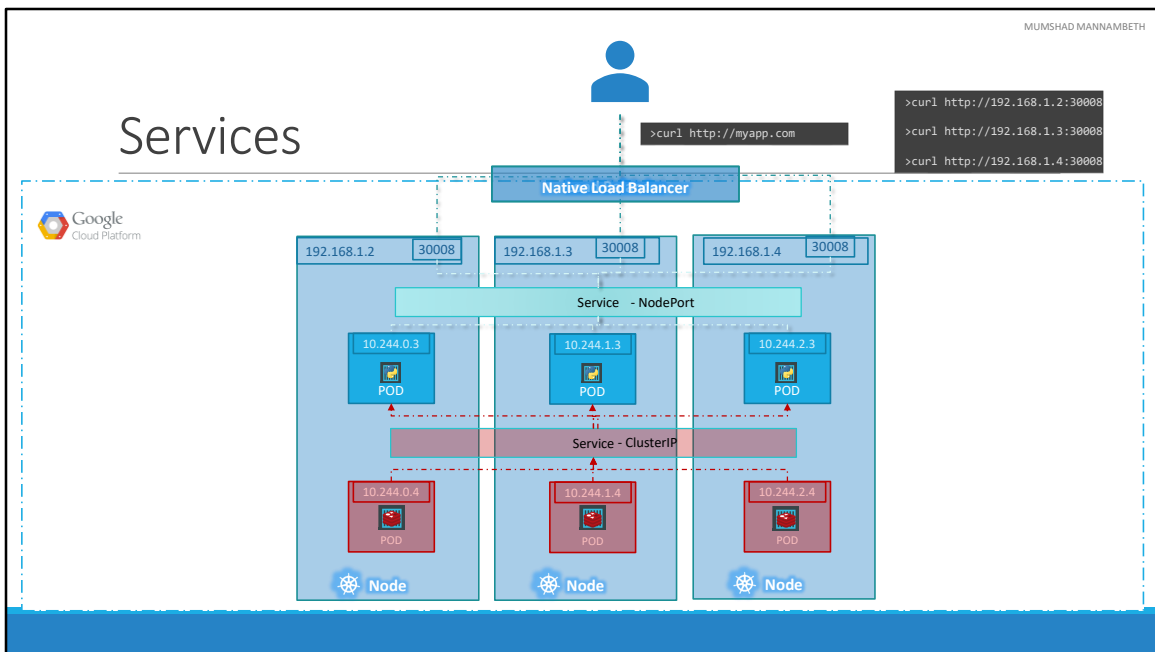 MUMSHAD MANNAMBETH
Services
>curl http://myapp.com
>curl http://192.168.1.2:30008
>curl http://192.168.1.3:30008
>curl http://192.168.1.4:30008
Native Load Balancer
Google
Cloud Platform
192.168.1.2
30008
192.168.1.3
30008
192.168.1.4
30008
Service - NodePort
10.244.0.3
POD
10.244.1.3
POD
10.244.2.3
POD
Service - ClusterIP
10.244.0.4
POD
10.244.1.4
POD
10.244.2.4
POD
Node
Node
Node